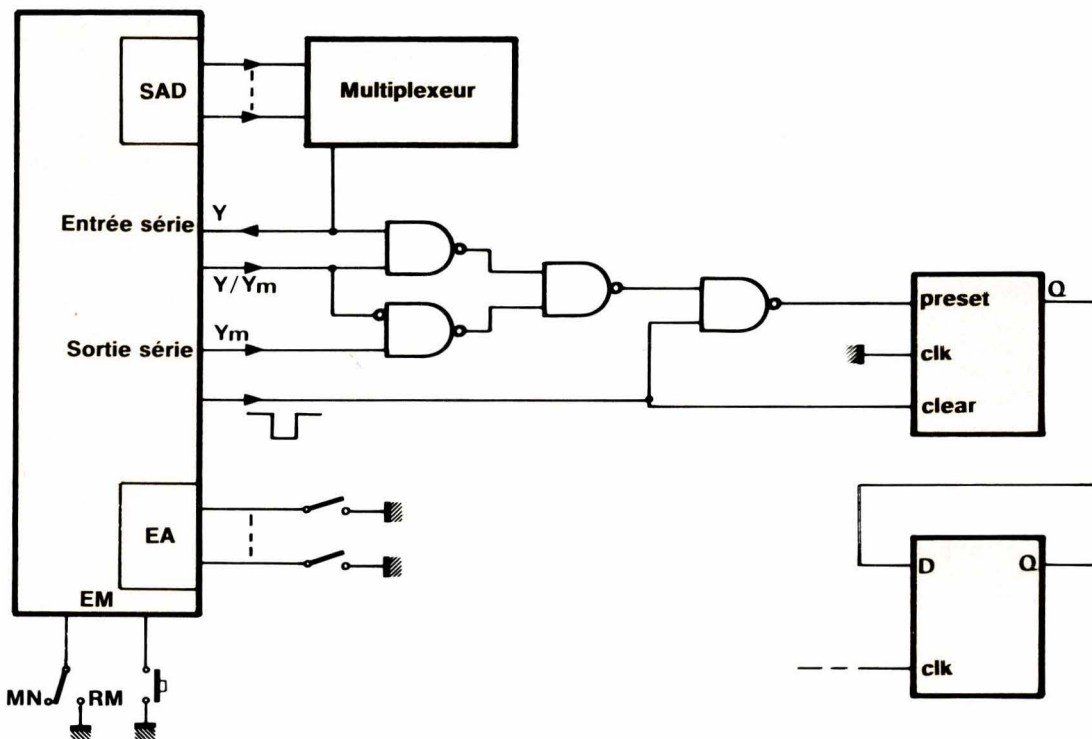 SAD
Multiplexeur
Entrée série
Y
Y/Ym
Sortie série
Ym
preset
Q
clk
clear
EA
EM
MN
RM
D
Q
clk